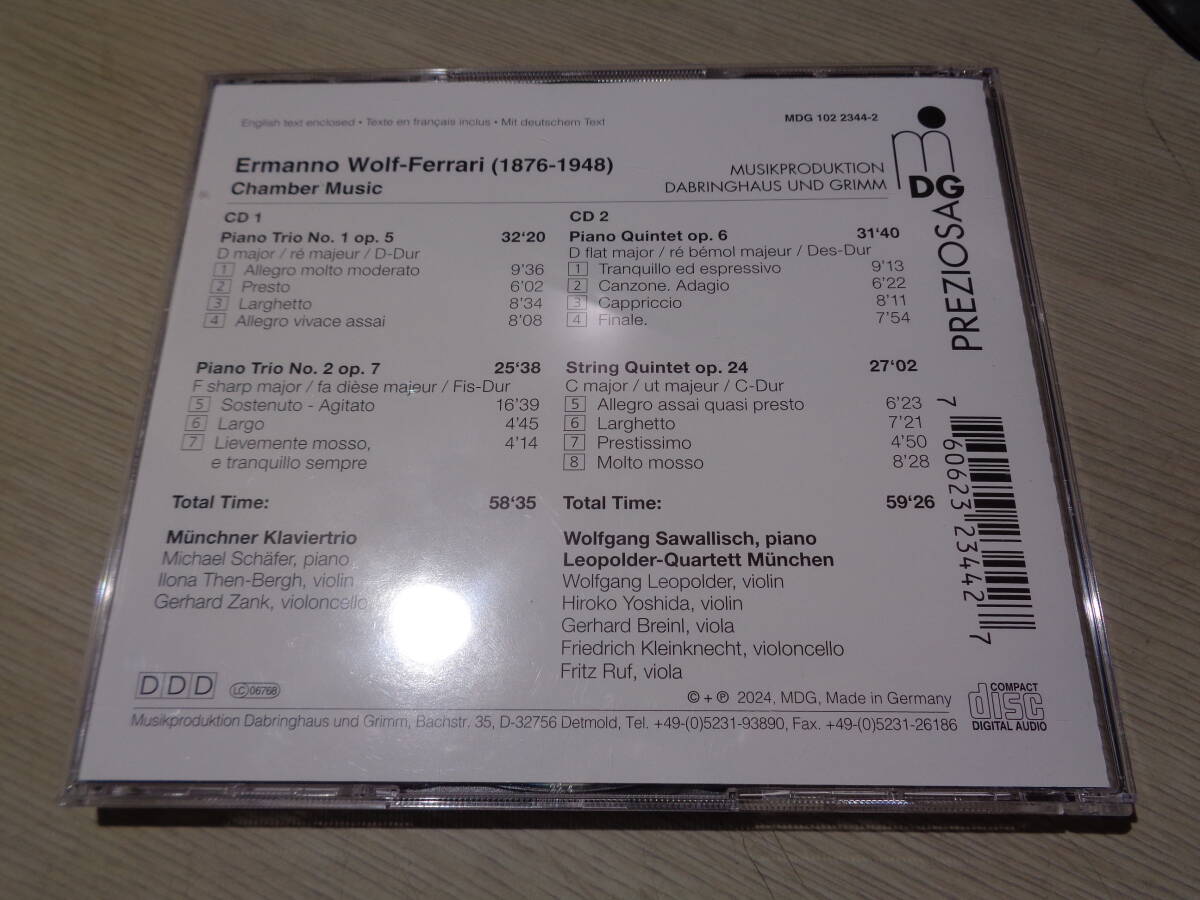 English text enclosed • Texte en français inclus • Mit deutschem Text
MDG 102 2344-2
Ermanno Wolf-Ferrari (1876-1948)
Chamber Music
MUSIKPRODUKTION
DABRINGHAUS UND GRIMM
DG
PREZIOSA
CD 1
Piano Trio No. 1 op. 5 32‘20
D major / ré majeur / D-Dur
1 Allegro molto moderato 9'36
2 Presto 6'02
3 Larghetto 8'34
4 Allegro vivace assai 8'08
Piano Trio No. 2 op. 7 25‘38
F sharp major / fa dièse majeur / Fis-Dur
5 Sostenuto - Agitato 16'39
6 Largo 4'45
7 Lievemente mosso, 4'14
e tranquillo sempre
Total Time: 58‘35
Münchner Klaviertrio
Michael Schäfer, piano
Ilona Then-Bergh, violin
Gerhard Zank, violoncello
CD 2
Piano Quintet op. 6 31‘40
D flat major / ré bémol majeur / Des-Dur
1 Tranquillo ed espressivo 9'13
2 Canzone. Adagio 6'22
3 Cappriccio 8'11
4 Finale. 7'54
String Quintet op. 24 27‘02
C major / ut majeur / C-Dur
5 Allegro assai quasi presto 6'23
6 Larghetto 7'21
7 Prestissimo 4'50
8 Molto mosso 8'28
Total Time: 59‘26
Wolfgang Sawallisch, piano
Leopolder-Quartett München
Wolfgang Leopolder, violin
Hiroko Yoshida, violin
Gerhard Breinl, viola
Friedrich Kleinknecht, violoncello
Fritz Ruf, viola
7 60623 23442 7
DDD
LC 06768
© + ℗ 2024, MDG, Made in Germany
Musikproduktion Dabringhaus und Grimm, Bachstr. 35, D-32756 Detmold, Tel. +49-(0)5231-93890, Fax. +49-(0)5231-26186
COMPACT
disc
DIGITAL AUDIO